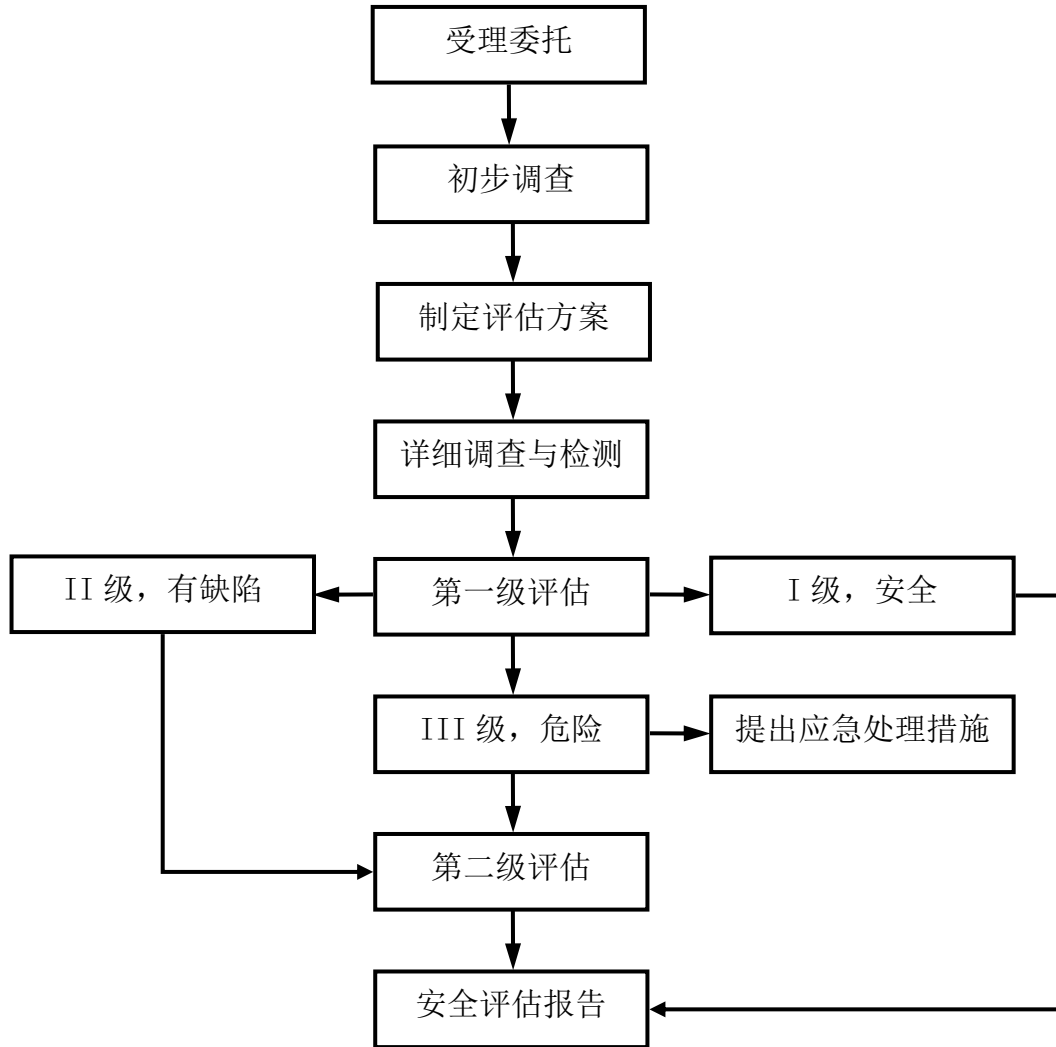 受理委托
初步调查
制定评估方案
详细调查与检测
II 级，有缺陷
第一级评估
I 级，安全
III 级，危险
提出应急处理措施
第二级评估
安全评估报告